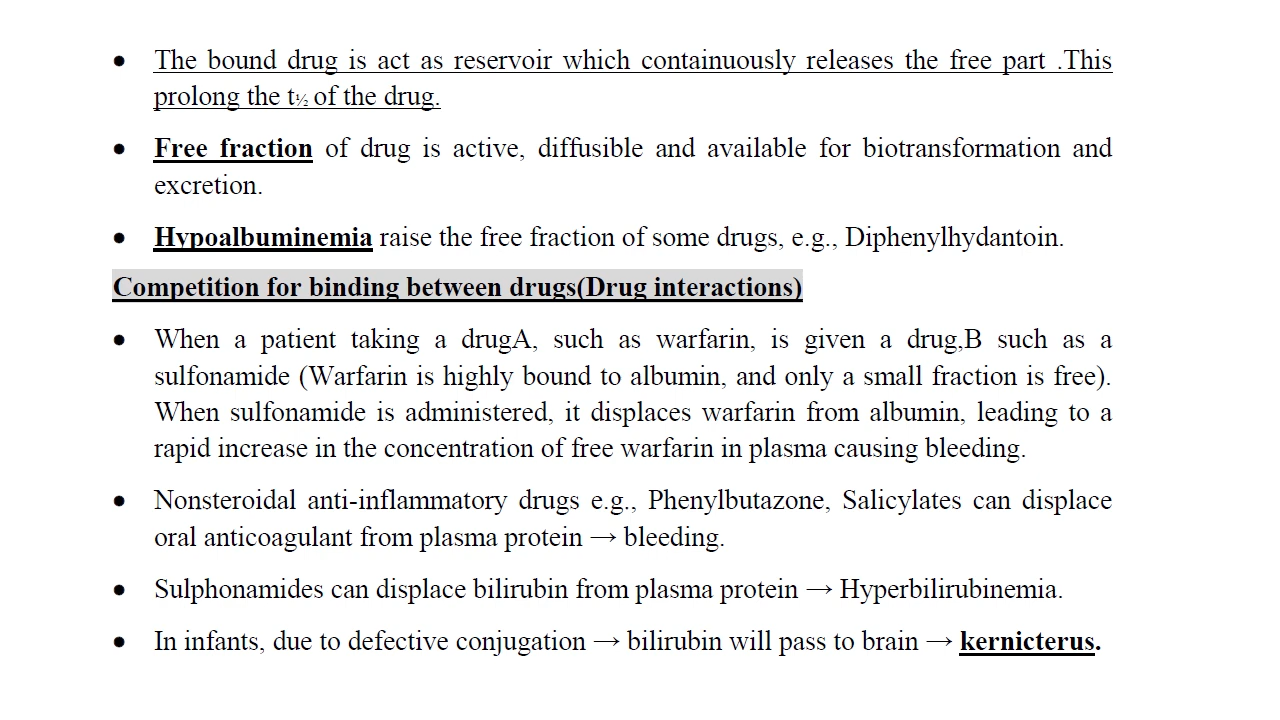 • The bound drug is act as reservoir which containuously releases the free part .This
prolong the t½ of the drug.
• Free fraction of drug is active, diffusible and available for biotransformation and
excretion.
• Hypoalbuminemia raise the free fraction of some drugs, e.g., Diphenylhydantoin.
Competition for binding between drugs(Drug interactions)
• When a patient taking a drugA, such as warfarin, is given a drug,B such as a
sulfonamide (Warfarin is highly bound to albumin, and only a small fraction is free).
When sulfonamide is administered, it displaces warfarin from albumin, leading to a
rapid increase in the concentration of free warfarin in plasma causing bleeding.
• Nonsteroidal anti-inflammatory drugs e.g., Phenylbutazone, Salicylates can displace
oral anticoagulant from plasma protein → bleeding.
• Sulphonamides can displace bilirubin from plasma protein → Hyperbilirubinemia.
• In infants, due to defective conjugation → bilirubin will pass to brain → kernicterus.